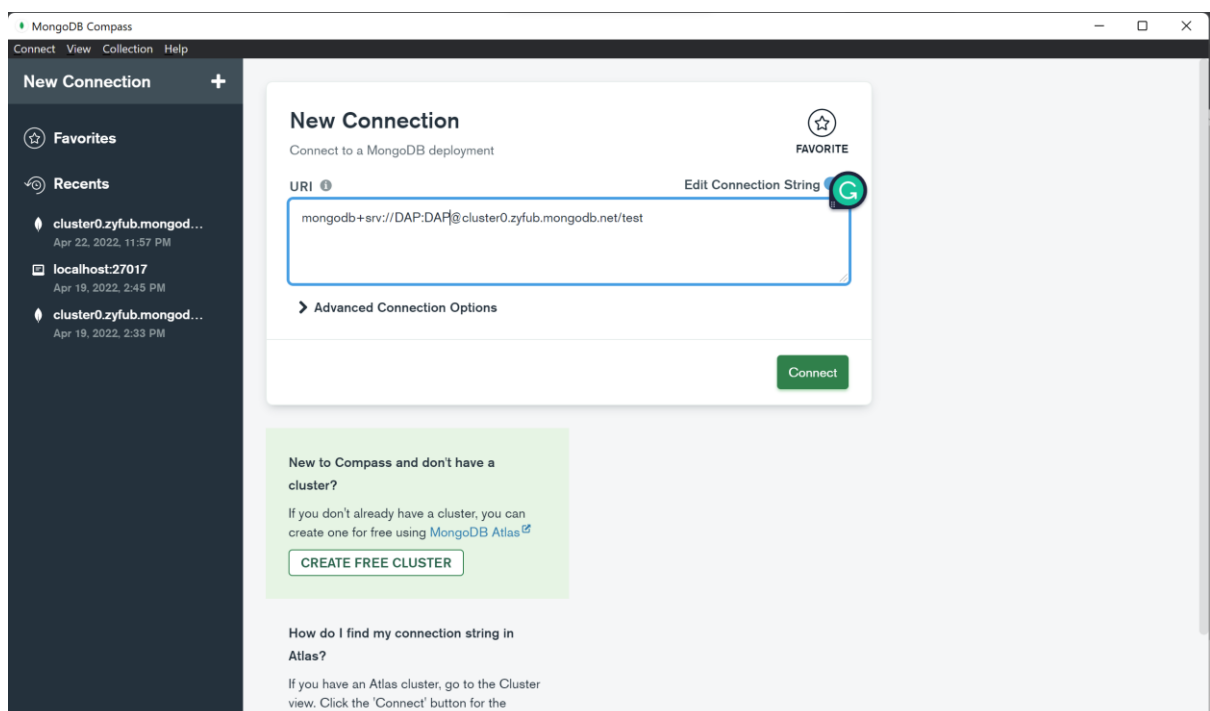 MongoDB Compass
Connect View Collection Help
New Connection
Favorites
Recents
cluster0.zyfub.mongod...
Apr 22, 2022, 11:57 PM
localhost:27017
Apr 19, 2022, 2:45 PM
cluster0.zyfub.mongod...
Apr 19, 2022, 2:33 PM
New Connection
FAVORITE
Connect to a MongoDB deployment
URI
Edit Connection String
mongodb+srv://DAP:DAP@cluster0.zyfub.mongodb.net/test
Advanced Connection Options
Connect
New to Compass and don't have a
cluster?
If you don't already have a cluster, you can
create one for free using MongoDB Atlas
CREATE FREE CLUSTER
How do I find my connection string in
Atlas?
If you have an Atlas cluster, go to the Cluster
view. Click the 'Connect' button for the